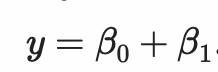 y = β₀ + β₁